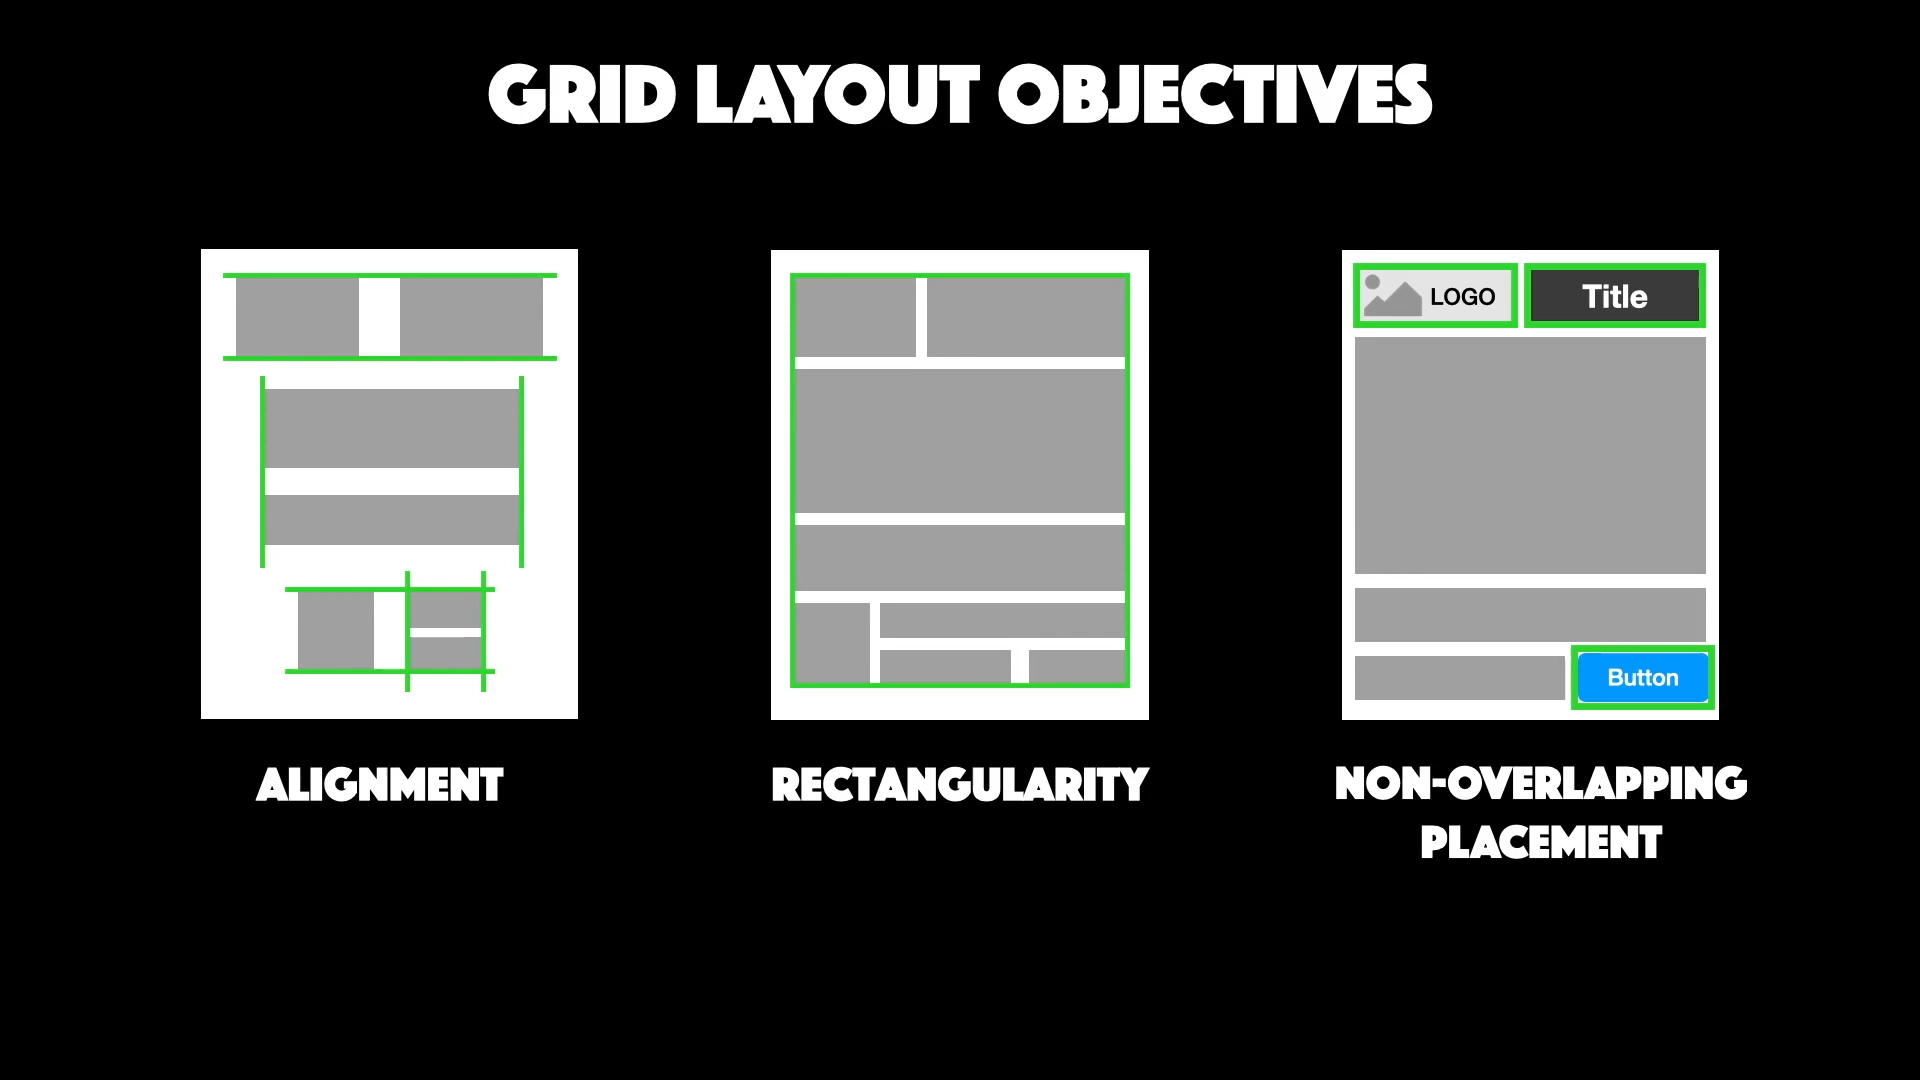 GRID LAYOUT OBJECTIVES
LOGO
Title
Button
ALIGNMENT
RECTANGULARITY
NON-OVERLAPPING
PLACEMENT